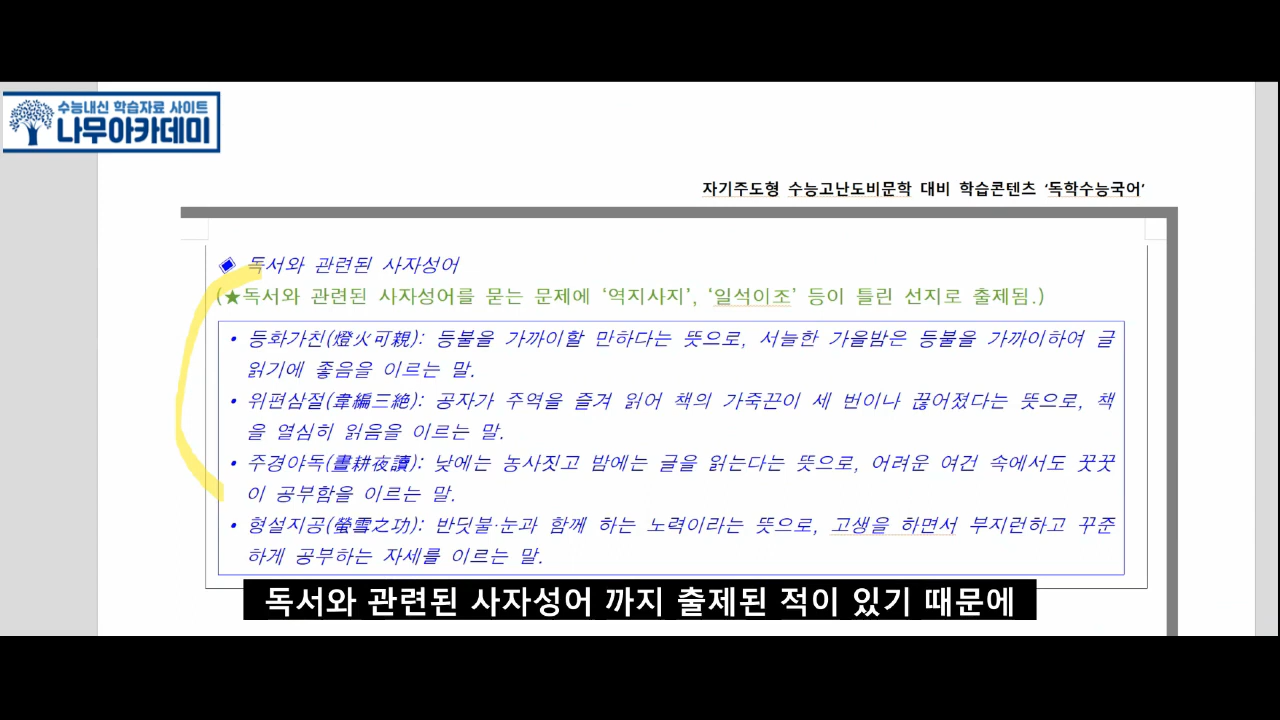 수능내신 학습자료 사이트
나무아카데미
자기주도형 수능고난도비문학 대비 학습콘텐츠 ‘독학수능국어’
◈ 독서와 관련된 사자성어
(★독서와 관련된 사자성어를 묻는 문제에 ‘역지사지’, ‘일석이조’ 등이 틀린 선지로 출제됨.)
• 등화가친(燈火可親): 등불을 가까이할 만하다는 뜻으로, 서늘한 가을밤은 등불을 가까이하여 글
읽기에 좋음을 이르는 말.
• 위편삼절(韋編三絶): 공자가 주역을 즐겨 읽어 책의 가죽끈이 세 번이나 끊어졌다는 뜻으로, 책
을 열심히 읽음을 이르는 말.
• 주경야독(晝耕夜讀): 낮에는 농사짓고 밤에는 글을 읽는다는 뜻으로, 어려운 여건 속에서도 꿋꿋
이 공부함을 이르는 말.
• 형설지공(螢雪之功): 반딧불·눈과 함께 하는 노력이라는 뜻으로, 고생을 하면서 부지런하고 꾸준
하게 공부하는 자세를 이르는 말.
독서와 관련된 사자성어 까지 출제된 적이 있기 때문에